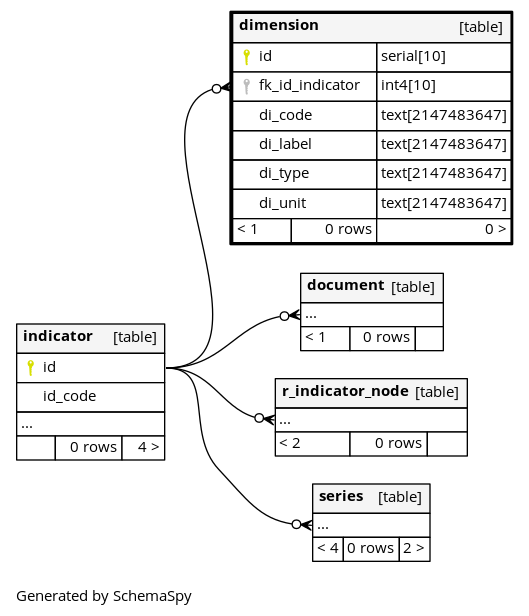 dimension [table]
id serial[10]
fk_id_indicator int4[10]
di_code text[2147483647]
di_label text[2147483647]
di_type text[2147483647]
di_unit text[2147483647]
< 1 0 rows 0 >
document [table]
...
< 1 0 rows
indicator [table]
id
id_code
...
0 rows 4 >
r_indicator_node [table]
...
< 2 0 rows
series [table]
...
< 4 0 rows 2 >
Generated by SchemaSpy